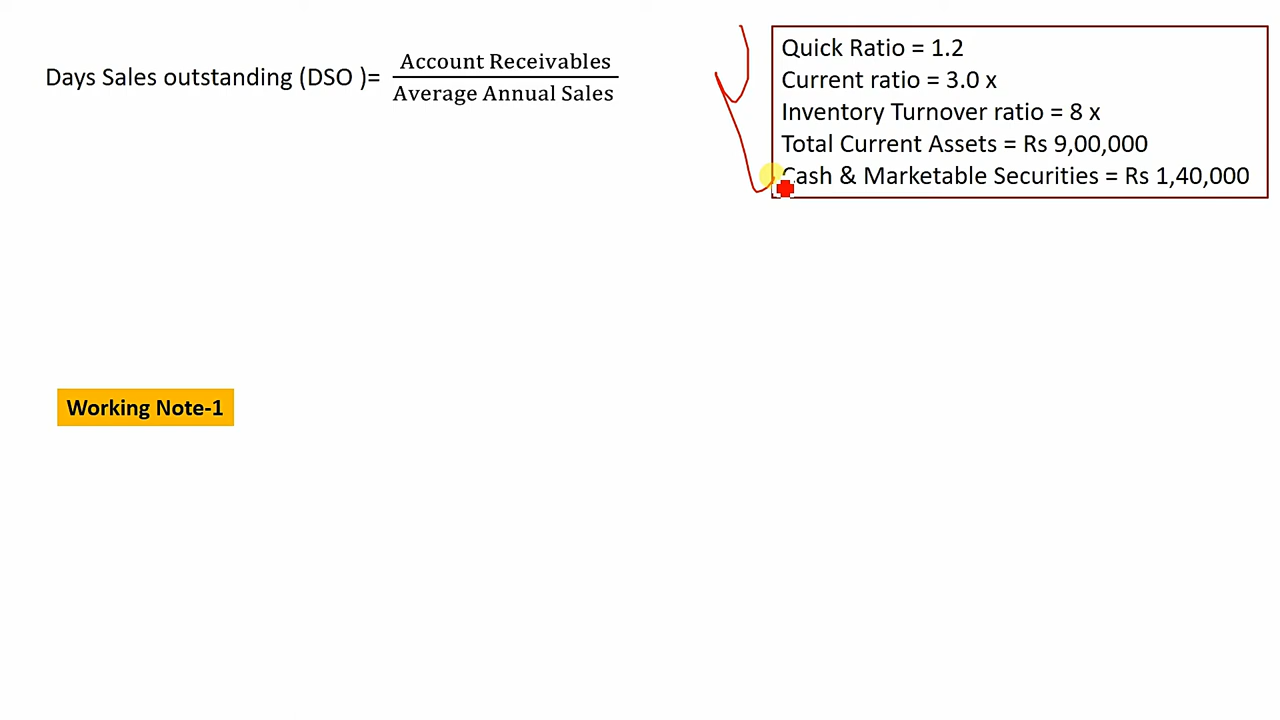 Days Sales outstanding (DSO )= Account Receivables
Average Annual Sales
Quick Ratio = 1.2
Current ratio = 3.0 x
Inventory Turnover ratio = 8 x
Total Current Assets = Rs 9,00,000
Cash & Marketable Securities = Rs 1,40,000
Working Note-1